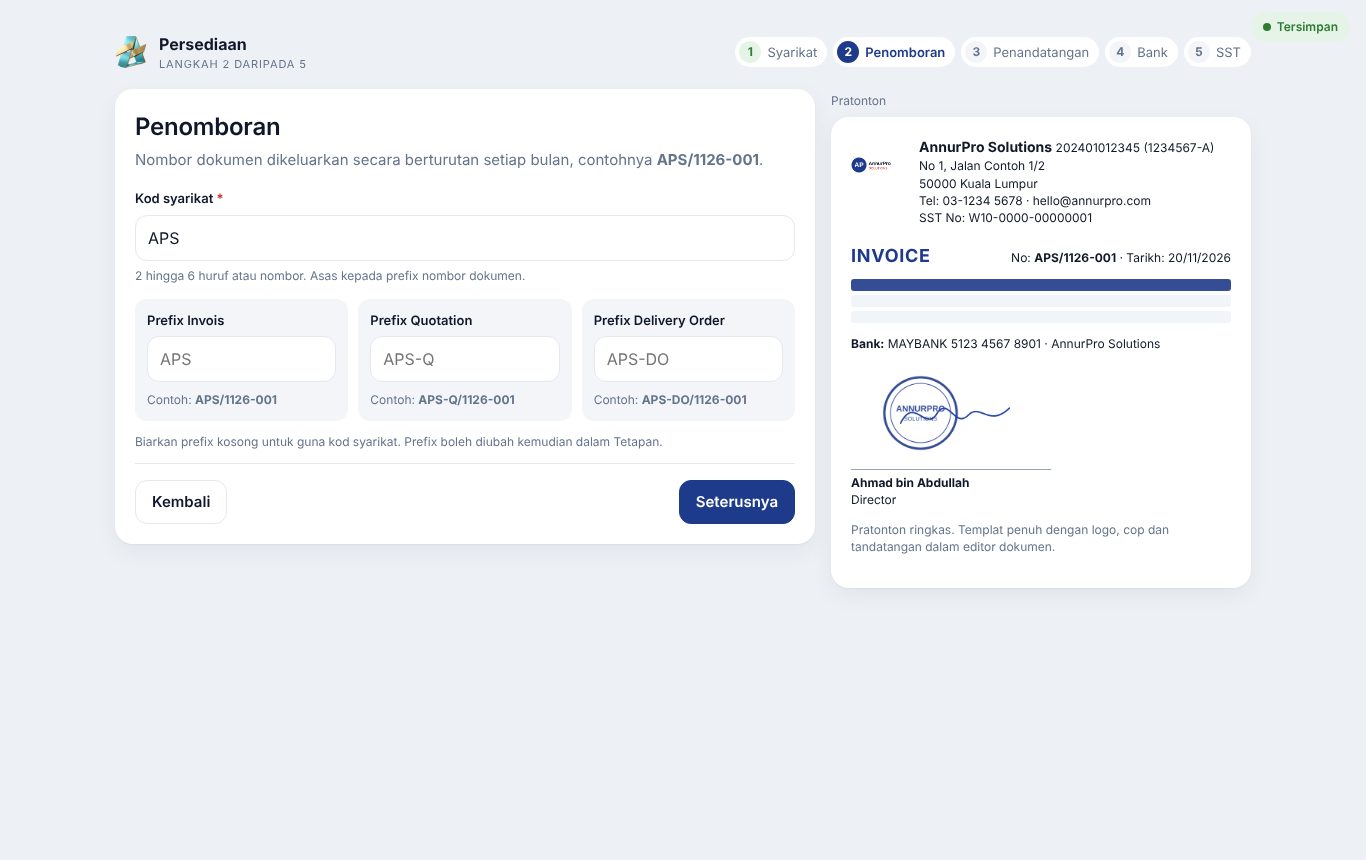 Tersimpan
Persediaan
LANGKAH 2 DARIPADA 5
1 Syarikat
2 Penomboran
3 Penandatangan
4 Bank
5 SST
Penomboran
Nombor dokumen dikeluarkan secara berturutan setiap bulan, contohnya APS/1126-001.
Kod syarikat *
APS
2 hingga 6 huruf atau nombor. Asas kepada prefix nombor dokumen.
Prefix Invois
APS
Contoh: APS/1126-001
Prefix Quotation
APS-Q
Contoh: APS-Q/1126-001
Prefix Delivery Order
APS-DO
Contoh: APS-DO/1126-001
Biarkan prefix kosong untuk guna kod syarikat. Prefix boleh diubah kemudian dalam Tetapan.
Kembali
Seterusnya
Pratonton
AP AnnurPro
SOLUTIONS
AnnurPro Solutions 202401012345 (1234567-A)
No 1, Jalan Contoh 1/2
50000 Kuala Lumpur
Tel: 03-1234 5678 · hello@annurpro.com
SST No: W10-0000-00000001
INVOICE
No: APS/1126-001 · Tarikh: 20/11/2026
Bank: MAYBANK 5123 4567 8901 · AnnurPro Solutions
ANNURPRO
SOLUTIONS
Ahmad bin Abdullah
Director
Pratonton ringkas. Templat penuh dengan logo, cop dan
tandatangan dalam editor dokumen.